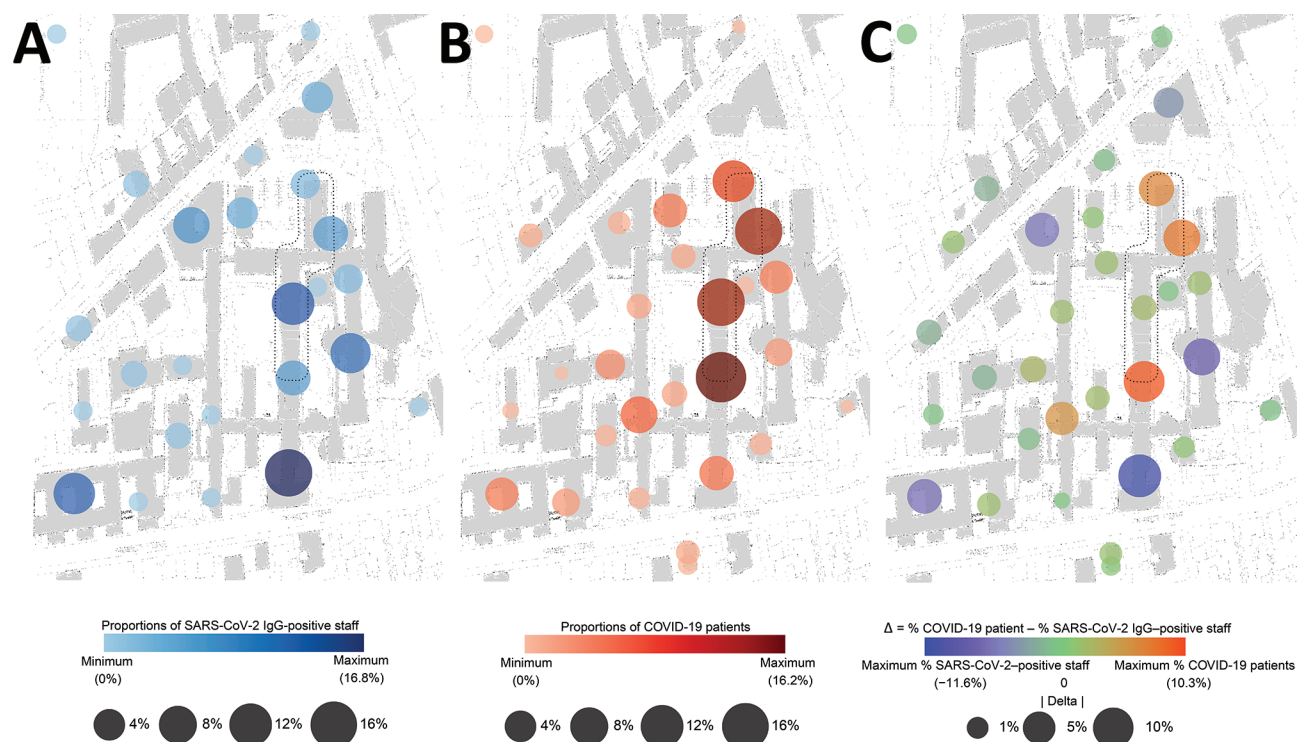 A
B
C
Proportions of SARS-CoV-2 IgG-positive staff
Minimum
(0%)
Maximum
(16.8%)
4%
8%
12%
16%
Proportions of COVID-19 patients
Minimum
(0%)
Maximum
(16.2%)
4%
8%
12%
16%
Δ = % COVID-19 patient – % SARS-CoV-2 IgG–positive staff
Maximum % SARS-CoV-2–positive staff
(−11.6%)
0
Maximum % COVID-19 patients
(10.3%)
| Delta |
1%
5%
10%